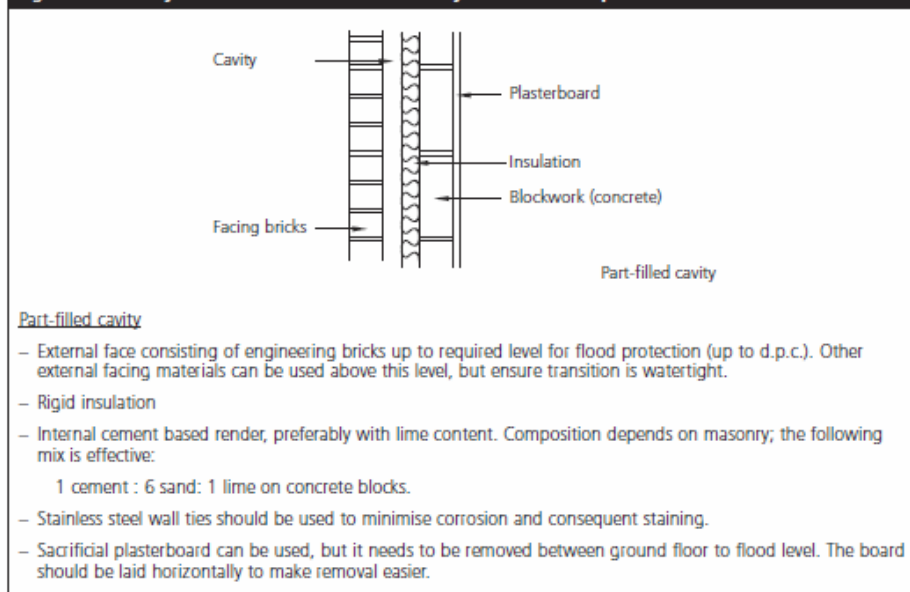 Cavity
Plasterboard
Insulation
Blockwork (concrete)
Facing bricks
Part-filled cavity
Part-filled cavity
– External face consisting of engineering bricks up to required level for flood protection (up to d.p.c.). Other
external facing materials can be used above this level, but ensure transition is watertight.
– Rigid insulation
– Internal cement based render, preferably with lime content. Composition depends on masonry; the following
mix is effective:
1 cement : 6 sand: 1 lime on concrete blocks.
– Stainless steel wall ties should be used to minimise corrosion and consequent staining.
– Sacrificial plasterboard can be used, but it needs to be removed between ground floor to flood level. The board
should be laid horizontally to make removal easier.